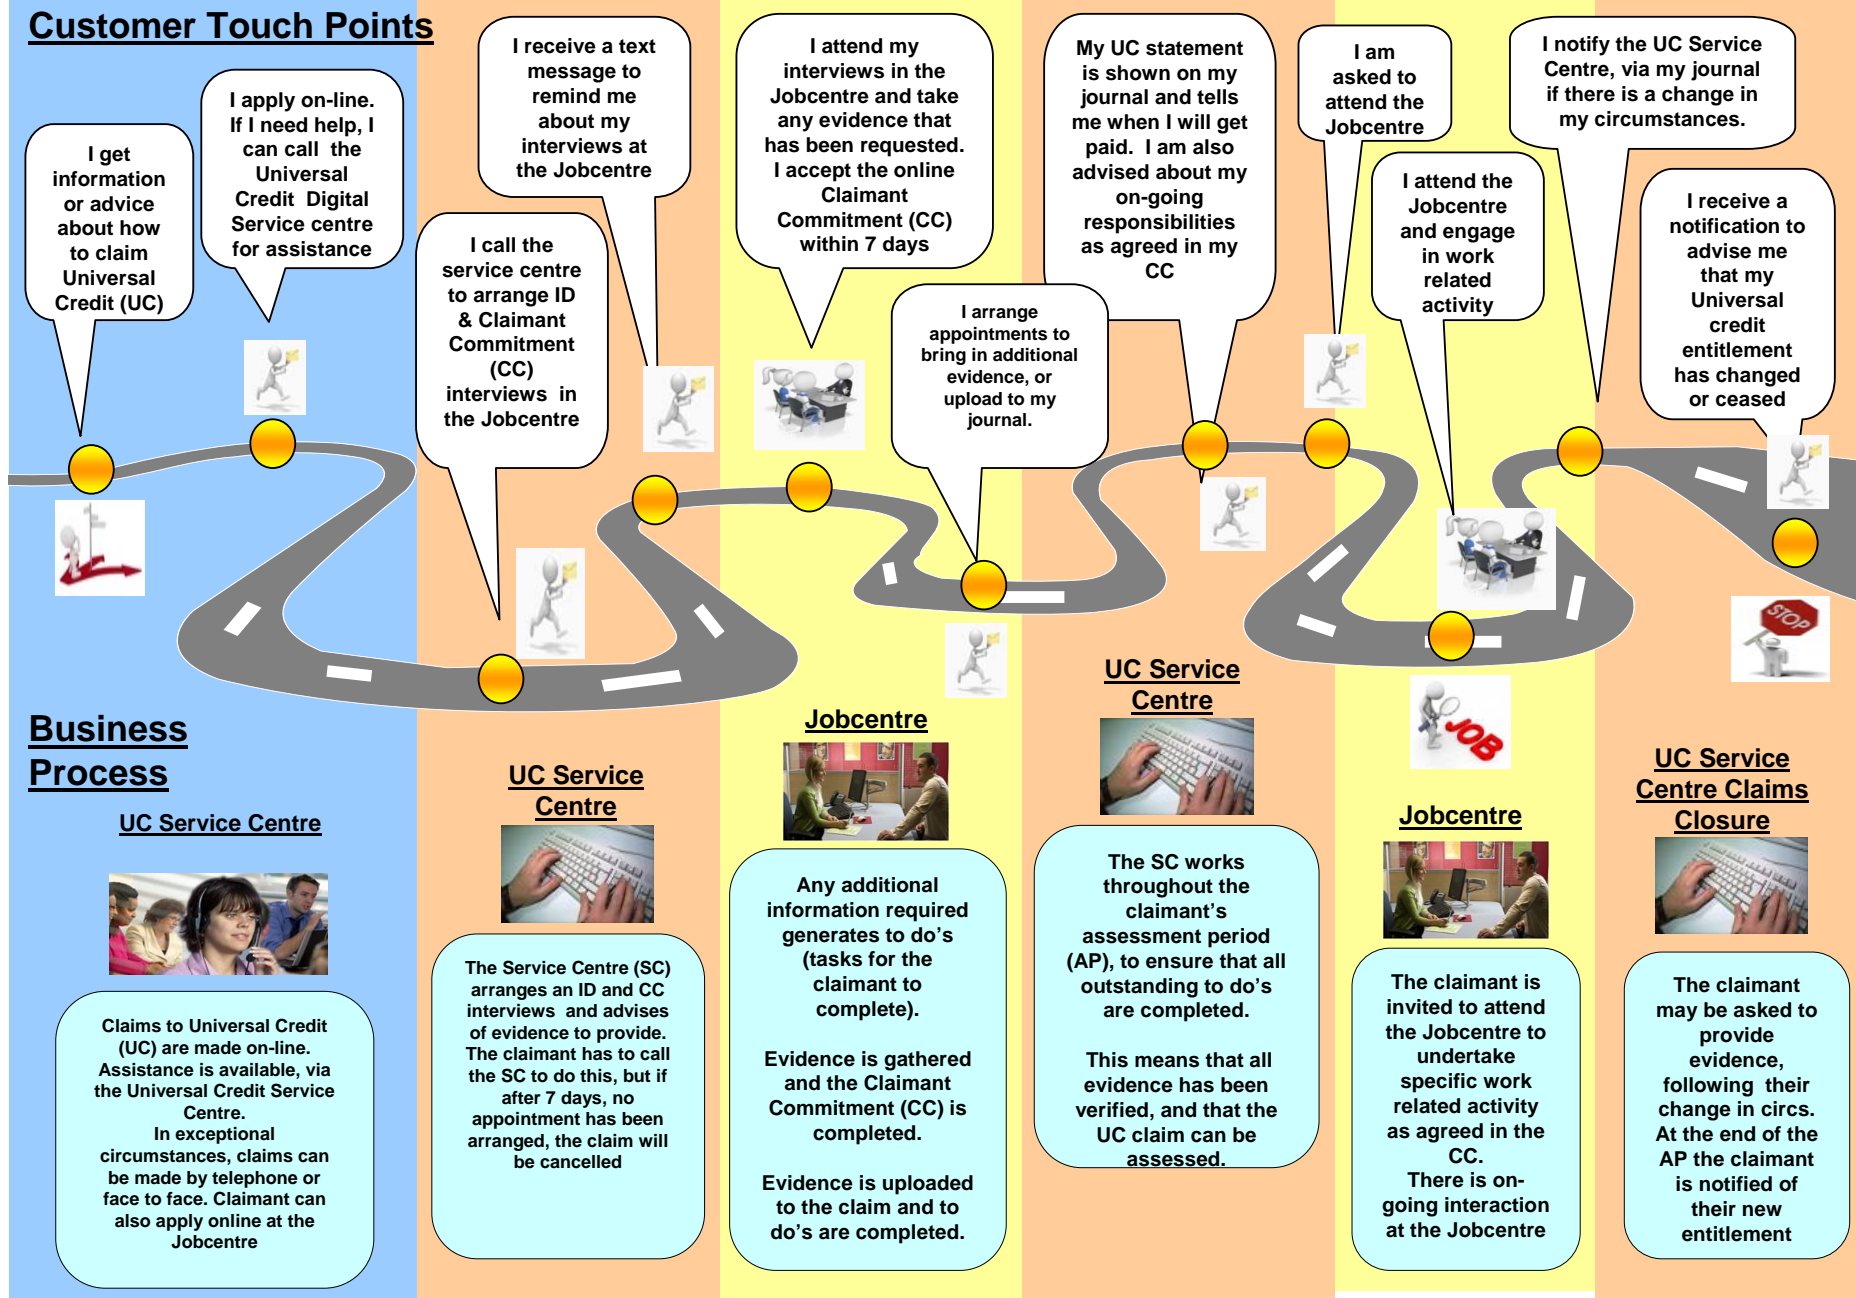 Customer Touch Points
I get
information
or advice
about how
to claim
Universal
Credit (UC)
I apply on-line.
If I need help, I
can call the
Universal
Credit Digital
Service centre
for assistance
I call the
service centre
to arrange ID
& Claimant
Commitment
(CC)
interviews in
the Jobcentre
I receive a text
message to
remind me
about my
interviews at
the Jobcentre
I attend my
interviews in the
Jobcentre and take
any evidence that
has been requested.
I accept the online
Claimant
Commitment (CC)
within 7 days
I arrange
appointments to
bring in additional
evidence, or
upload to my
journal.
My UC statement
is shown on my
journal and tells
me when I will get
paid. I am also
advised about my
on-going
responsibilities
as agreed in my
CC
I am
asked to
attend the
Jobcentre
I attend the
Jobcentre
and engage
in work
related
activity
I notify the UC Service
Centre, via my journal
if there is a change in
my circumstances.
I receive a
notification to
advise me
that my
Universal
credit
entitlement
has changed
or ceased
STOP
JOB
Business
Process
UC Service Centre
Claims to Universal Credit
(UC) are made on-line.
Assistance is available, via
the Universal Credit Service
Centre.
In exceptional
circumstances, claims can
be made by telephone or
face to face. Claimant can
also apply online at the
Jobcentre
UC Service
Centre
The Service Centre (SC)
arranges an ID and CC
interviews and advises
of evidence to provide.
The claimant has to call
the SC to do this, but if
after 7 days, no
appointment has been
arranged, the claim will
be cancelled
Jobcentre
Any additional
information required
generates to do’s
(tasks for the
claimant to
complete).
Evidence is gathered
and the Claimant
Commitment (CC) is
completed.
Evidence is uploaded
to the claim and to
do’s are completed.
UC Service
Centre
The SC works
throughout the
claimant’s
assessment period
(AP), to ensure that all
outstanding to do’s
are completed.
This means that all
evidence has been
verified, and that the
UC claim can be
assessed.
Jobcentre
The claimant is
invited to attend
the Jobcentre to
undertake
specific work
related activity
as agreed in the
CC.
There is on-
going interaction
at the Jobcentre
UC Service
Centre Claims
Closure
The claimant
may be asked to
provide
evidence,
following their
change in circs.
At the end of the
AP the claimant
is notified of
their new
entitlement